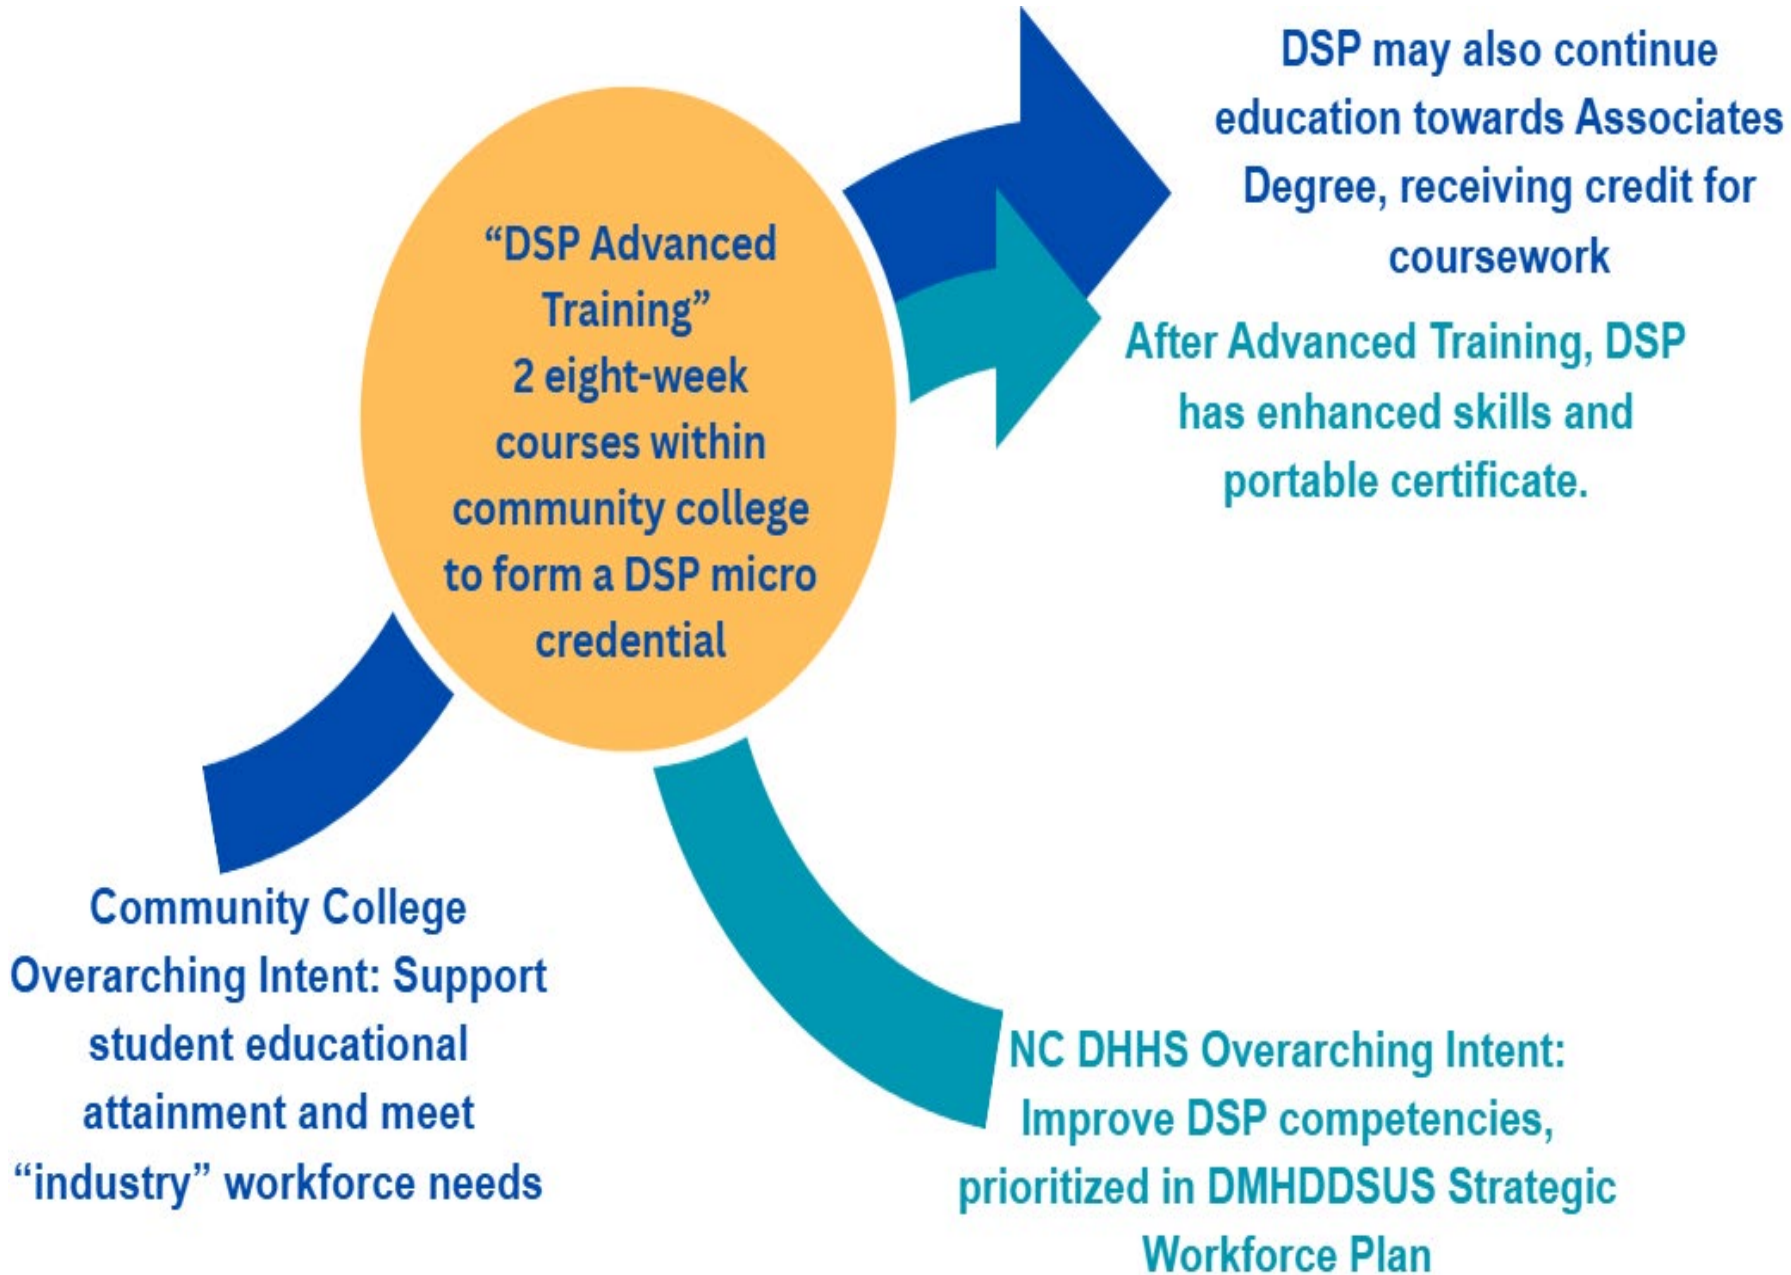 DSP may also continue
education towards Associates
Degree, receiving credit for
coursework
After Advanced Training, DSP
has enhanced skills and
portable certificate.
“DSP Advanced
Training”
2 eight-week
courses within
community college
to form a DSP micro
credential
Community College
Overarching Intent: Support
student educational
attainment and meet
“industry” workforce needs
NC DHHS Overarching Intent:
Improve DSP competencies,
prioritized in DMHDDSUS Strategic
Workforce Plan